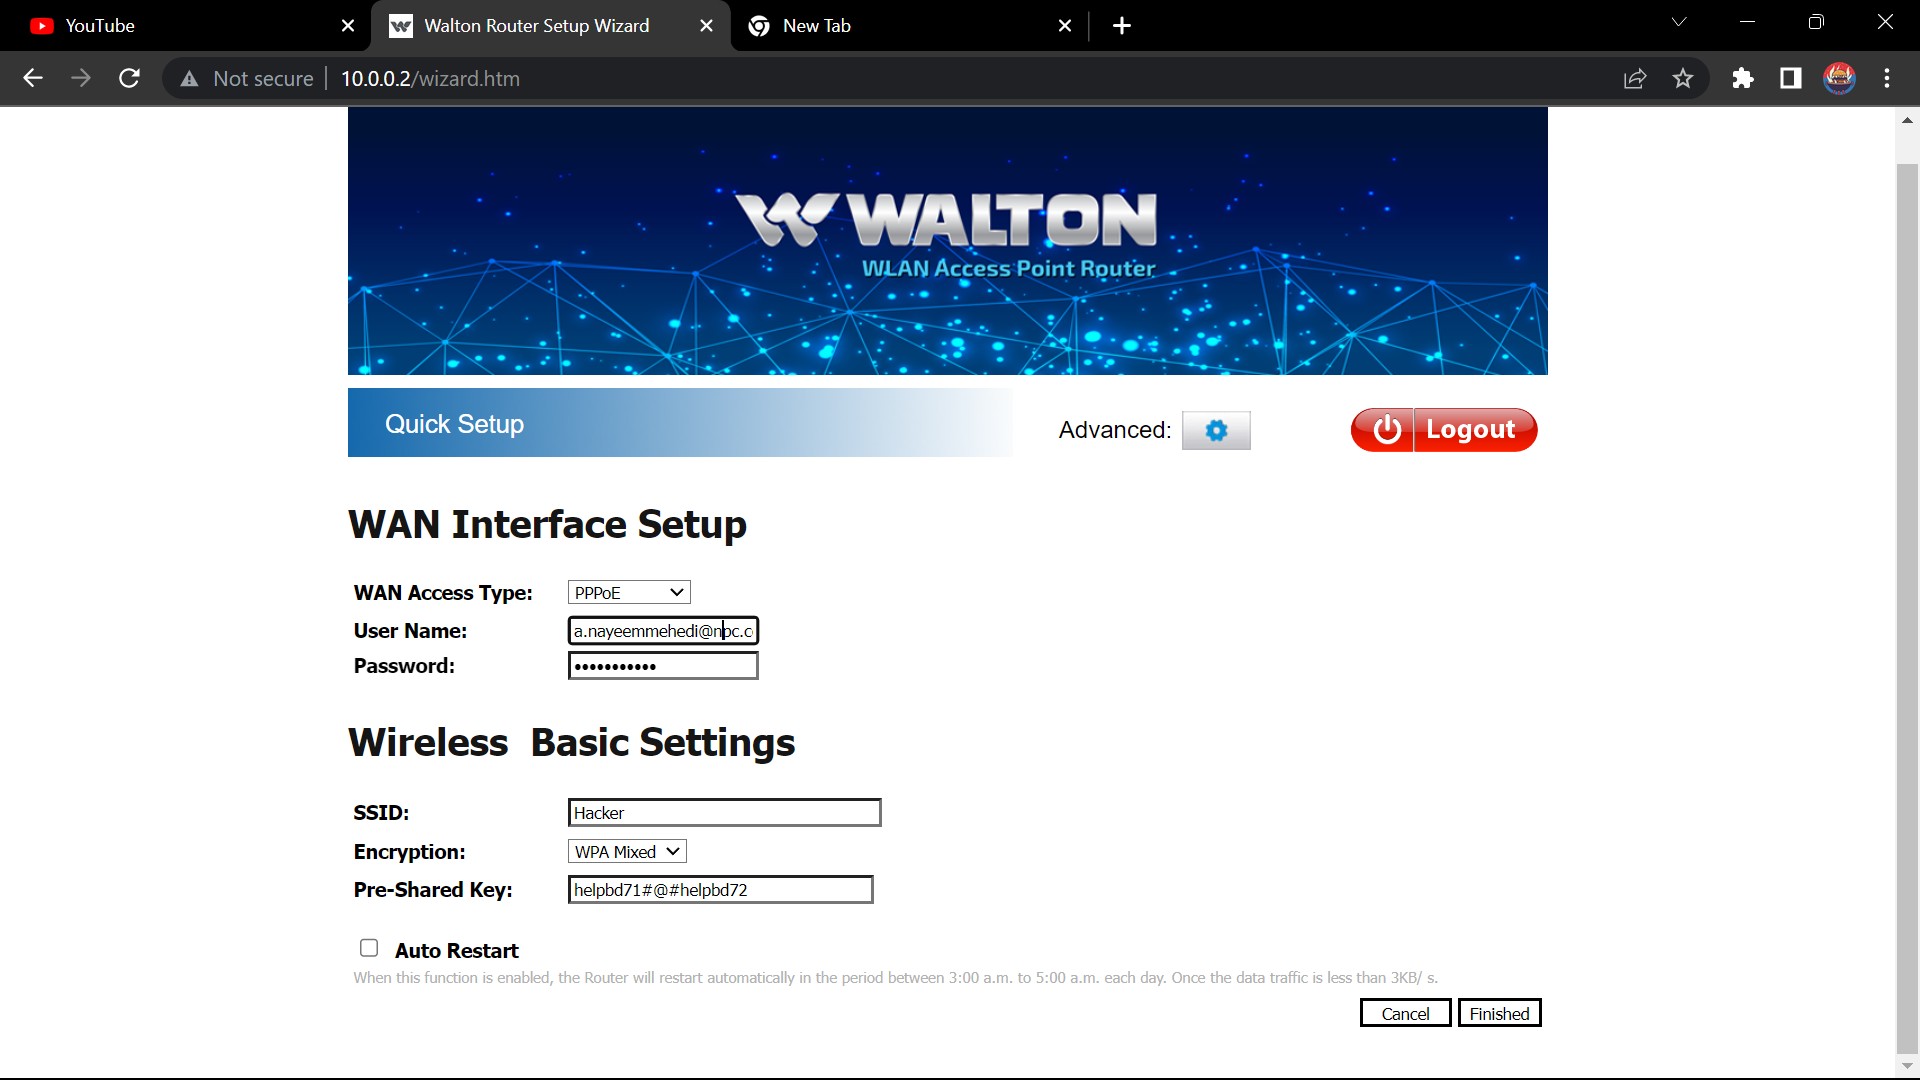 YouTube
Walton Router Setup Wizard
New Tab
Not secure
10.0.0.2/wizard.htm
WALTON
WLAN Access Point Router
Quick Setup
Advanced:
Logout
WAN Interface Setup
WAN Access Type: PPPoE
User Name: a.nayeemmehedi@npc.c
Password: •••••••••••
Wireless Basic Settings
SSID: Hacker
Encryption: WPA Mixed
Pre-Shared Key: helpbd71#@#helpbd72
Auto Restart
When this function is enabled, the Router will restart automatically in the period between 3:00 a.m. to 5:00 a.m. each day. Once the data traffic is less than 3KB/ s.
Cancel Finished